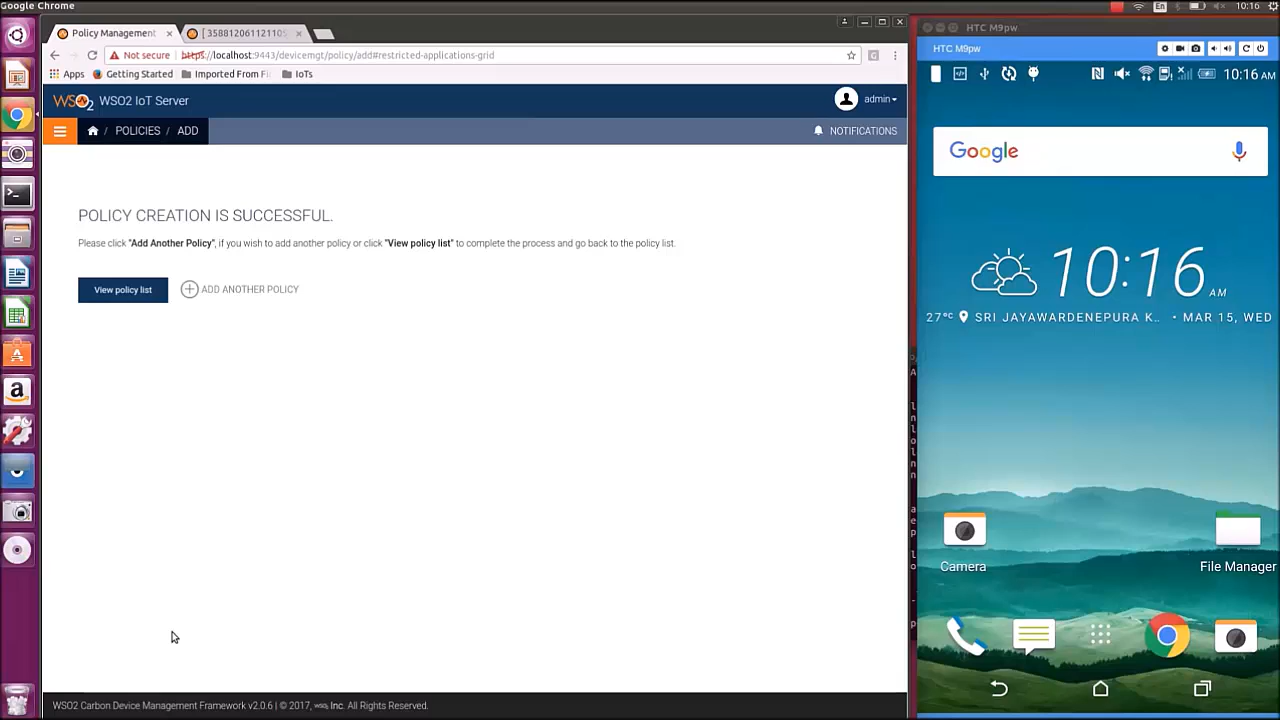 Google Chrome
En
10:16
Policy Management
[ 358812061121109
Not secure
https://localhost:9443/devicemgt/policy/add#restricted-applications-grid
Apps
Getting Started
Imported From Fi
IoTs
WSO2 WSO2 IoT Server
admin
/ POLICIES / ADD
NOTIFICATIONS
POLICY CREATION IS SUCCESSFUL.
Please click "Add Another Policy", if you wish to add another policy or click "View policy list" to complete the process and go back to the policy list.
View policy list
ADD ANOTHER POLICY
WSO2 Carbon Device Management Framework v2.0.6 | © 2017, WSO2 Inc. All Rights Reserved.
HTC M9pw
HTC M9pw
10:16 AM
Google
10:16 AM
27°C SRI JAYAWARDENEPURA K... • MAR 15, WED
Camera
File Manager